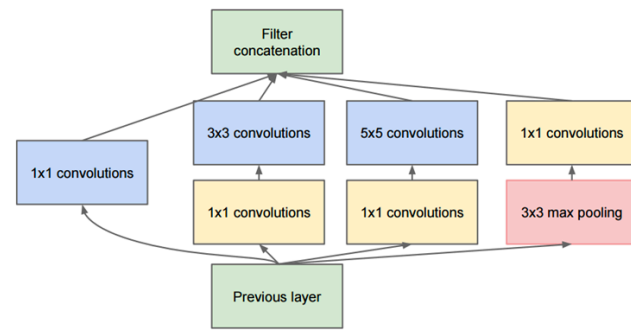 Filter
concatenation
3x3 convolutions
5x5 convolutions
1x1 convolutions
1x1 convolutions
1x1 convolutions
1x1 convolutions
3x3 max pooling
Previous layer